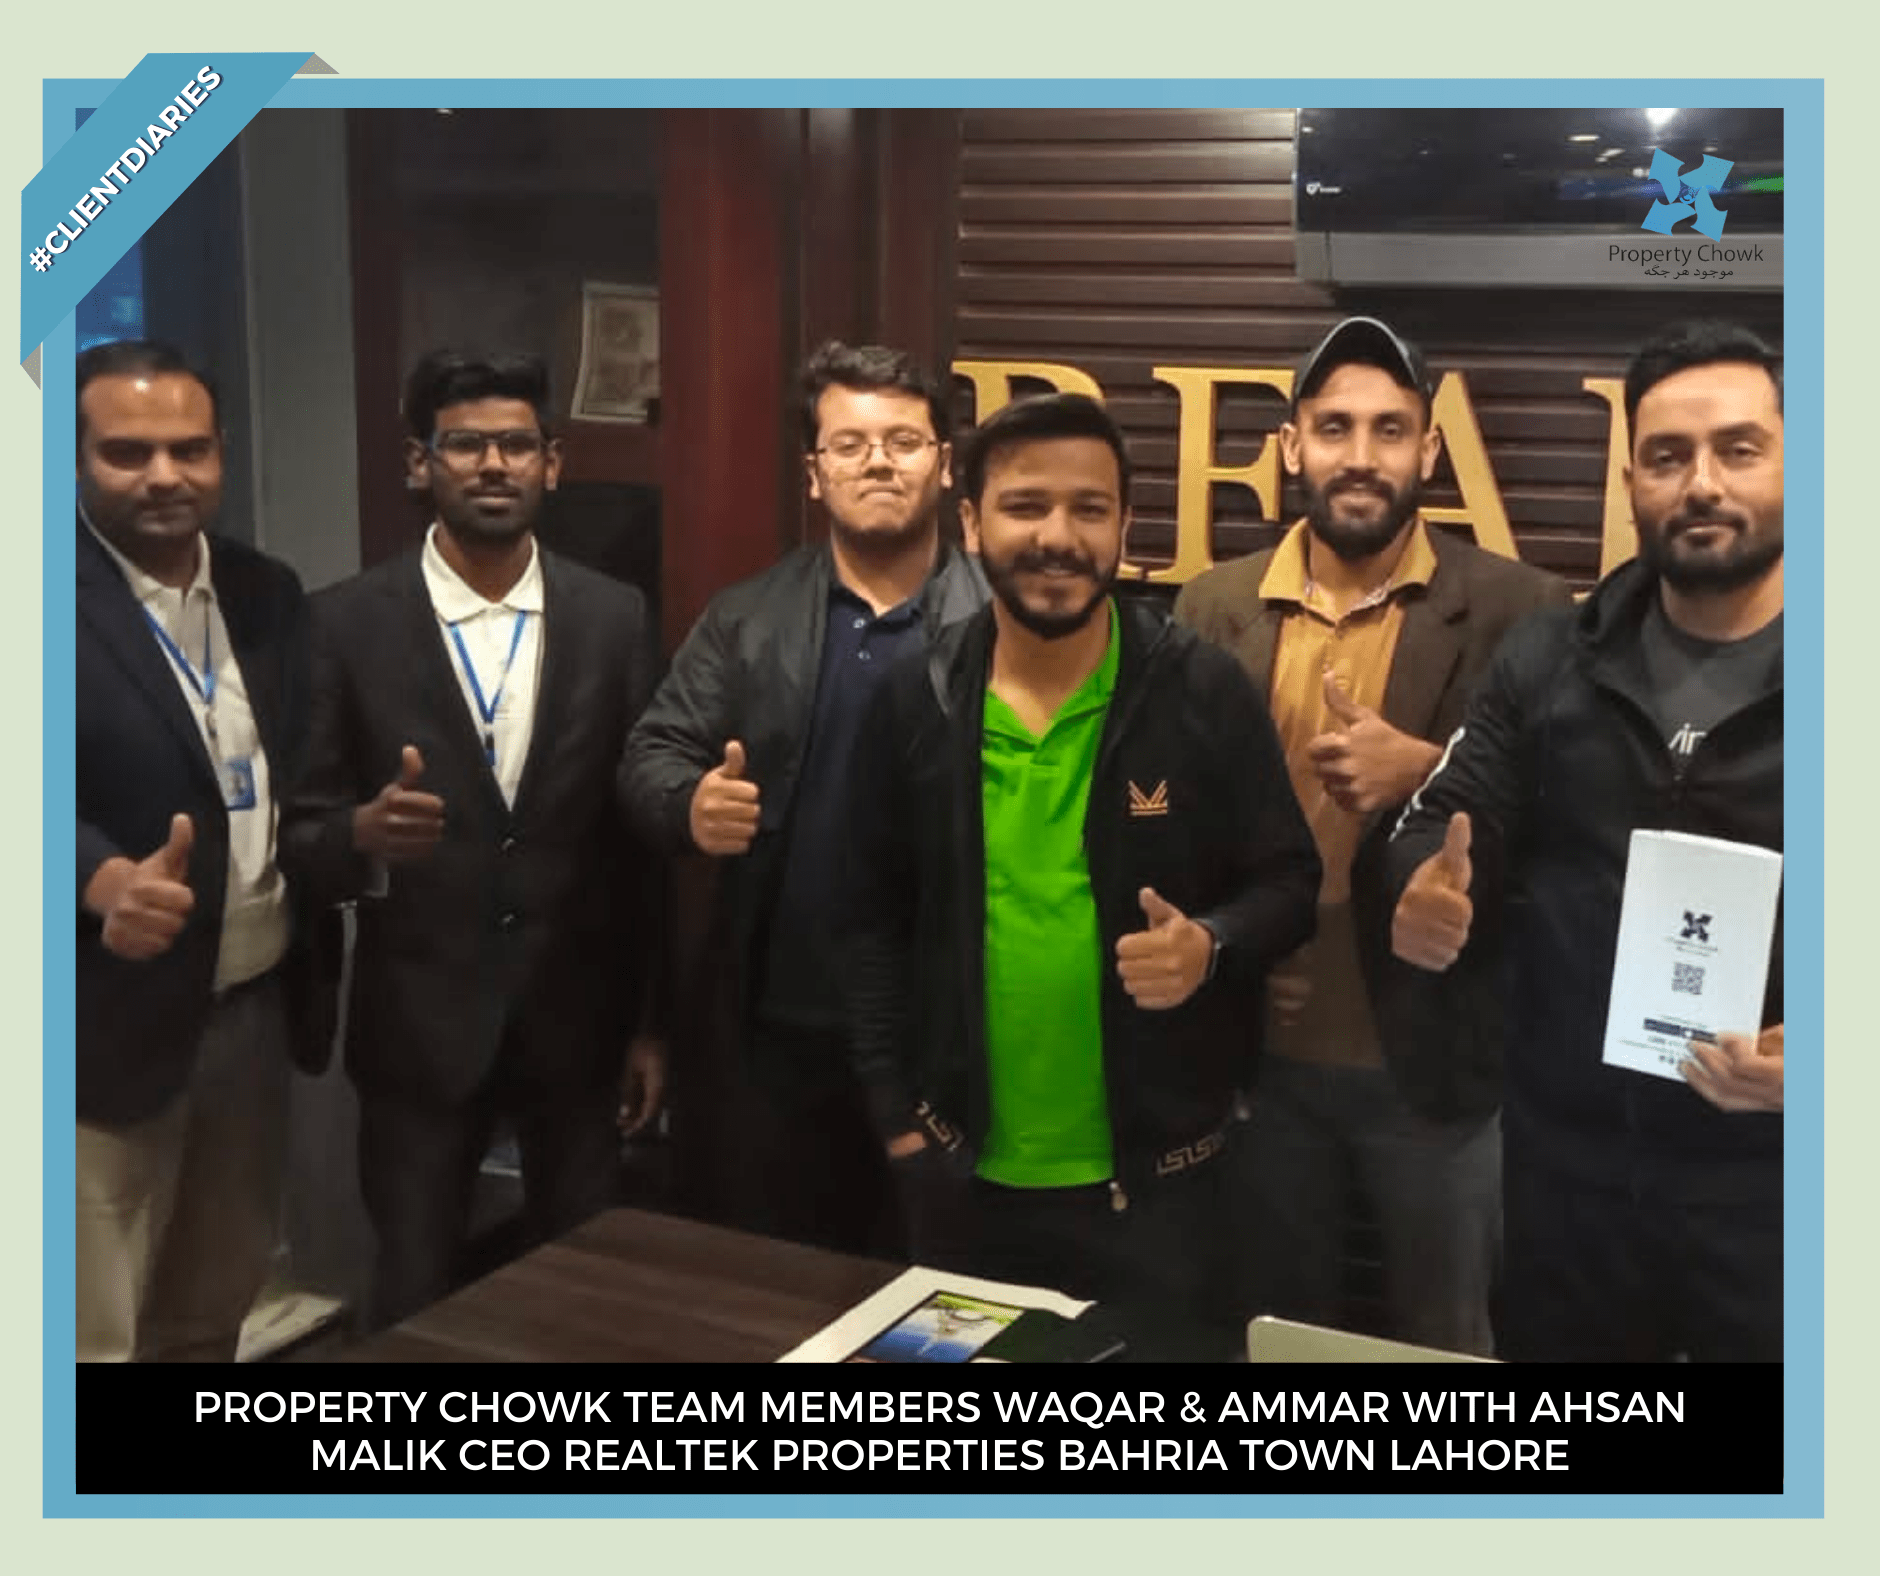 #CLIENTDIARIES
Property Chowk
موجود ہر جگہ
REAL
PROPERTY CHOWK TEAM MEMBERS WAQAR & AMMAR WITH AHSAN
MALIK CEO REALTEK PROPERTIES BAHRIA TOWN LAHORE